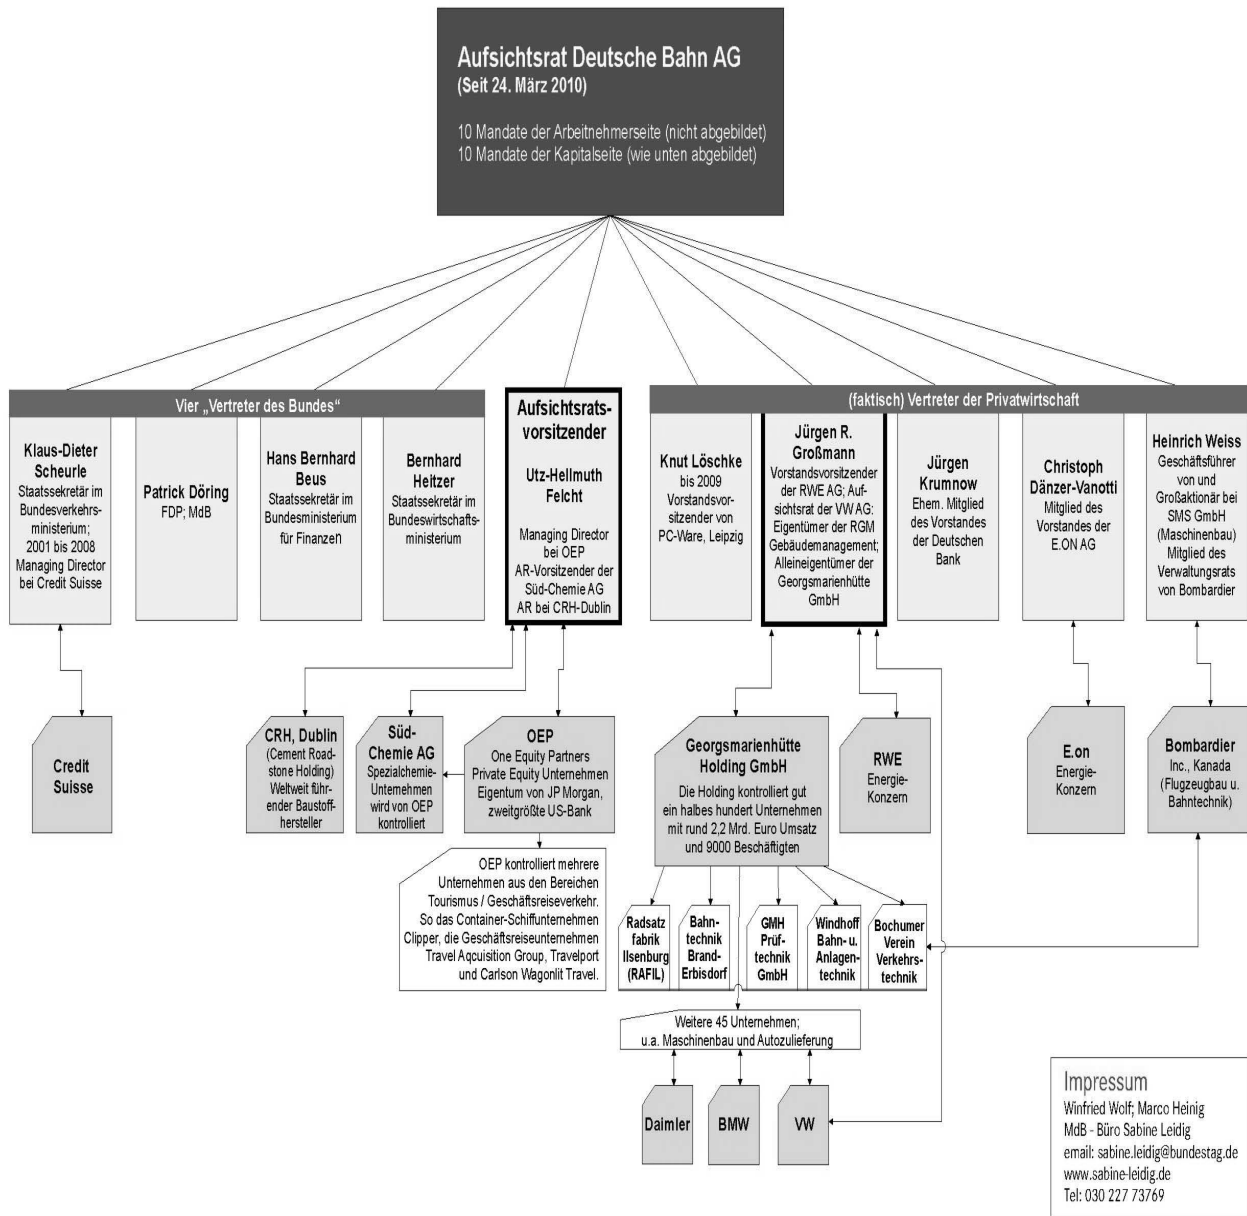 Aufsichtsrat Deutsche Bahn AG
(Seit 24. März 2010)
10 Mandate der Arbeitnehmerseite (nicht abgebildet)
10 Mandate der Kapitalseite (wie unten abgebildet)
Vier „Vertreter des Bundes“
Klaus-Dieter
Scheurle
Staatssekretär im
Bundesverkehrs-
ministerium;
2001 bis 2008
Managing Director
bei Credit Suisse
Patrick Döring
FDP; MdB
Hans Bernhard
Beus
Staatssekretär im
Bundesministerium
für Finanzen
Bernhard
Heitzer
Staatssekretär im
Bundeswirtschafts-
ministerium
Aufsichtsrats-
vorsitzender
Utz-Hellmuth
Felcht
Managing Director
bei OEP
AR-Vorsitzender der
Süd-Chemie AG
AR bei CRH-Dublin
(faktisch) Vertreter der Privatwirtschaft
Knut Löschke
bis 2009
Vorstandsvor-
sitzender von
PC-Ware, Leipzig
Jürgen R.
Großmann
Vorstandsvorsitzender
der RWE AG; Auf-
sichtsrat der VW AG:
Eigentümer der RGM
Gebäudemanagement;
Alleineigentümer der
Georgsmarienhütte
GmbH
Jürgen
Krumnow
Ehem. Mitglied
des Vorstandes
der Deutschen
Bank
Christoph
Dänzer-Vanotti
Mitglied des
Vorstandes der
E.ON AG
Heinrich Weiss
Geschäftsführer
von und
Großaktionär bei
SMS GmbH
(Maschinenbau)
Mitglied des
Verwaltungsrats
von Bombardier
Credit
Suisse
CRH, Dublin
(Cement Road-
stone Holding)
Weltweit führ-
ender Baustoff-
hersteller
Süd-
Chemie AG
Spezialchemie-
Unternehmen
wird von OEP
kontrolliert
OEP
One Equity Partners
Private Equity Unternehmen
Eigentum von JP Morgan,
zweitgrößte US-Bank
Georgsmarienhütte
Holding GmbH
Die Holding kontrolliert gut
ein halbes hundert Unternehmen
mit rund 2,2 Mrd. Euro Umsatz
und 9000 Beschäftigten
RWE
Energie-
Konzern
E.on
Energie-
Konzern
Bombardier
Inc., Kanada
(Flugzeugbau u.
Bahntechnik)
OEP kontrolliert mehrere
Unternehmen aus den Bereichen
Tourismus / Geschäftsreiseverkehr.
So das Container-Schiffunternehmen
Clipper, die Geschäftsreiseunternehmen
Travel Aqcuisition Group, Travelport
und Carlson Wagonlit Travel.
Radsatz
fabrik
Ilsenburg
(RAFIL)
Bahn-
technik
Brand-
Erbisdorf
GMH
Prüf-
technik
GmbH
Windhoff
Bahn- u.
Anlagen-
technik
Bochumer
Verein
Verkehrs-
technik
Weitere 45 Unternehmen;
u.a. Maschinenbau und Autozulieferung
Daimler
BMW
VW
Impressum
Winfried Wolf; Marco Heinig
MdB - Büro Sabine Leidig
email: sabine.leidig@bundestag.de
www.sabine-leidig.de
Tel: 030 227 73769